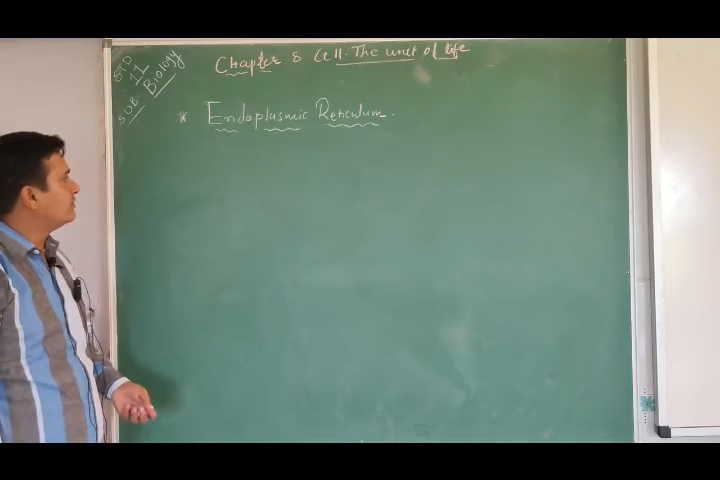 STD 11
SUB. Biology
Chapter 8 Cell. The unit of life
* Endoplasmic Reticulum.